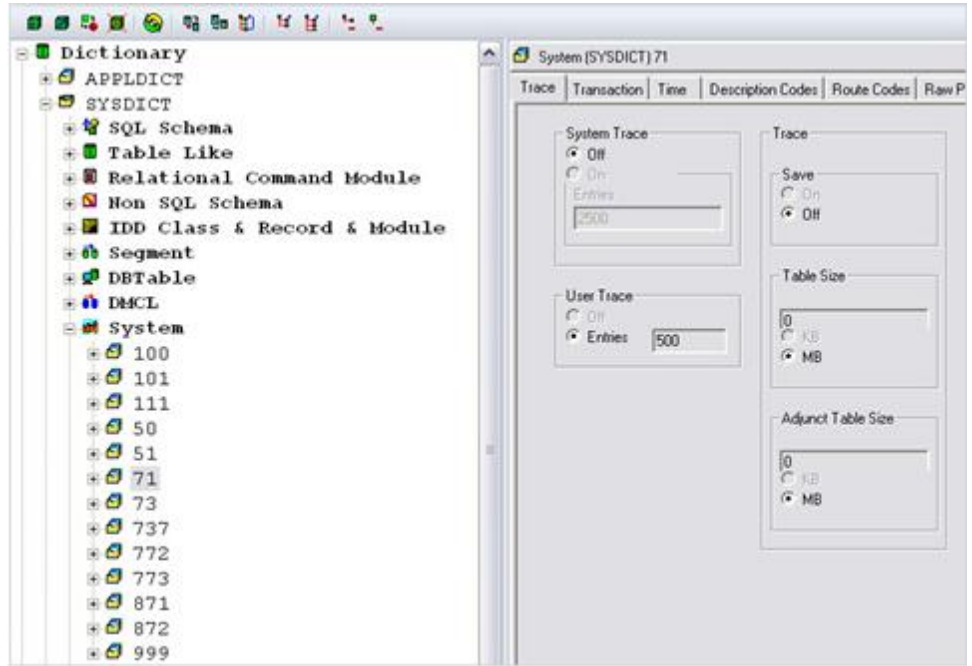 Dictionary
APPLDICT
SYSDICT
SQL Schema
Table Like
Relational Command Module
Non SQL Schema
IDD Class & Record & Module
Segment
DBTable
DMCL
System
100
101
111
50
51
71
73
737
772
773
871
872
999
System (SYSDICT) 71
Trace Transaction Time Description Codes Route Codes Raw P
System Trace
Off
On
Entries
2500
User Trace
Off
Entries 500
Trace
Save
On
Off
Table Size
0
KB
MB
Adjunct Table Size
0
KB
MB